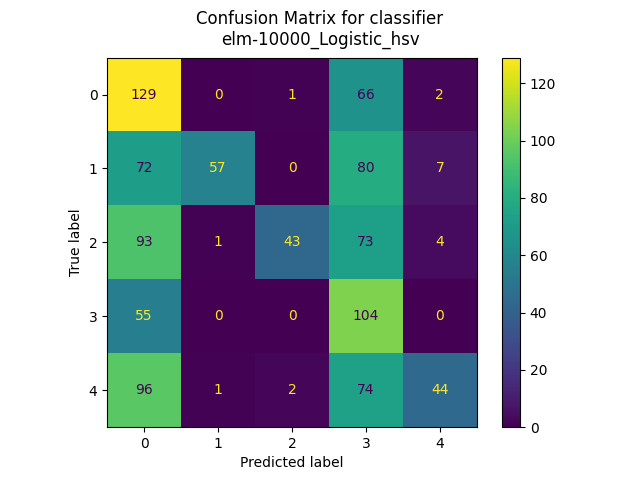 Confusion Matrix for classifier
elm-10000_Logistic_hsv
True label
0 129 0 1 66 2
1 72 57 0 80 7
2 93 1 43 73 4
3 55 0 0 104 0
4 96 1 2 74 44
0 1 2 3 4
Predicted label
120
100
80
60
40
20
0